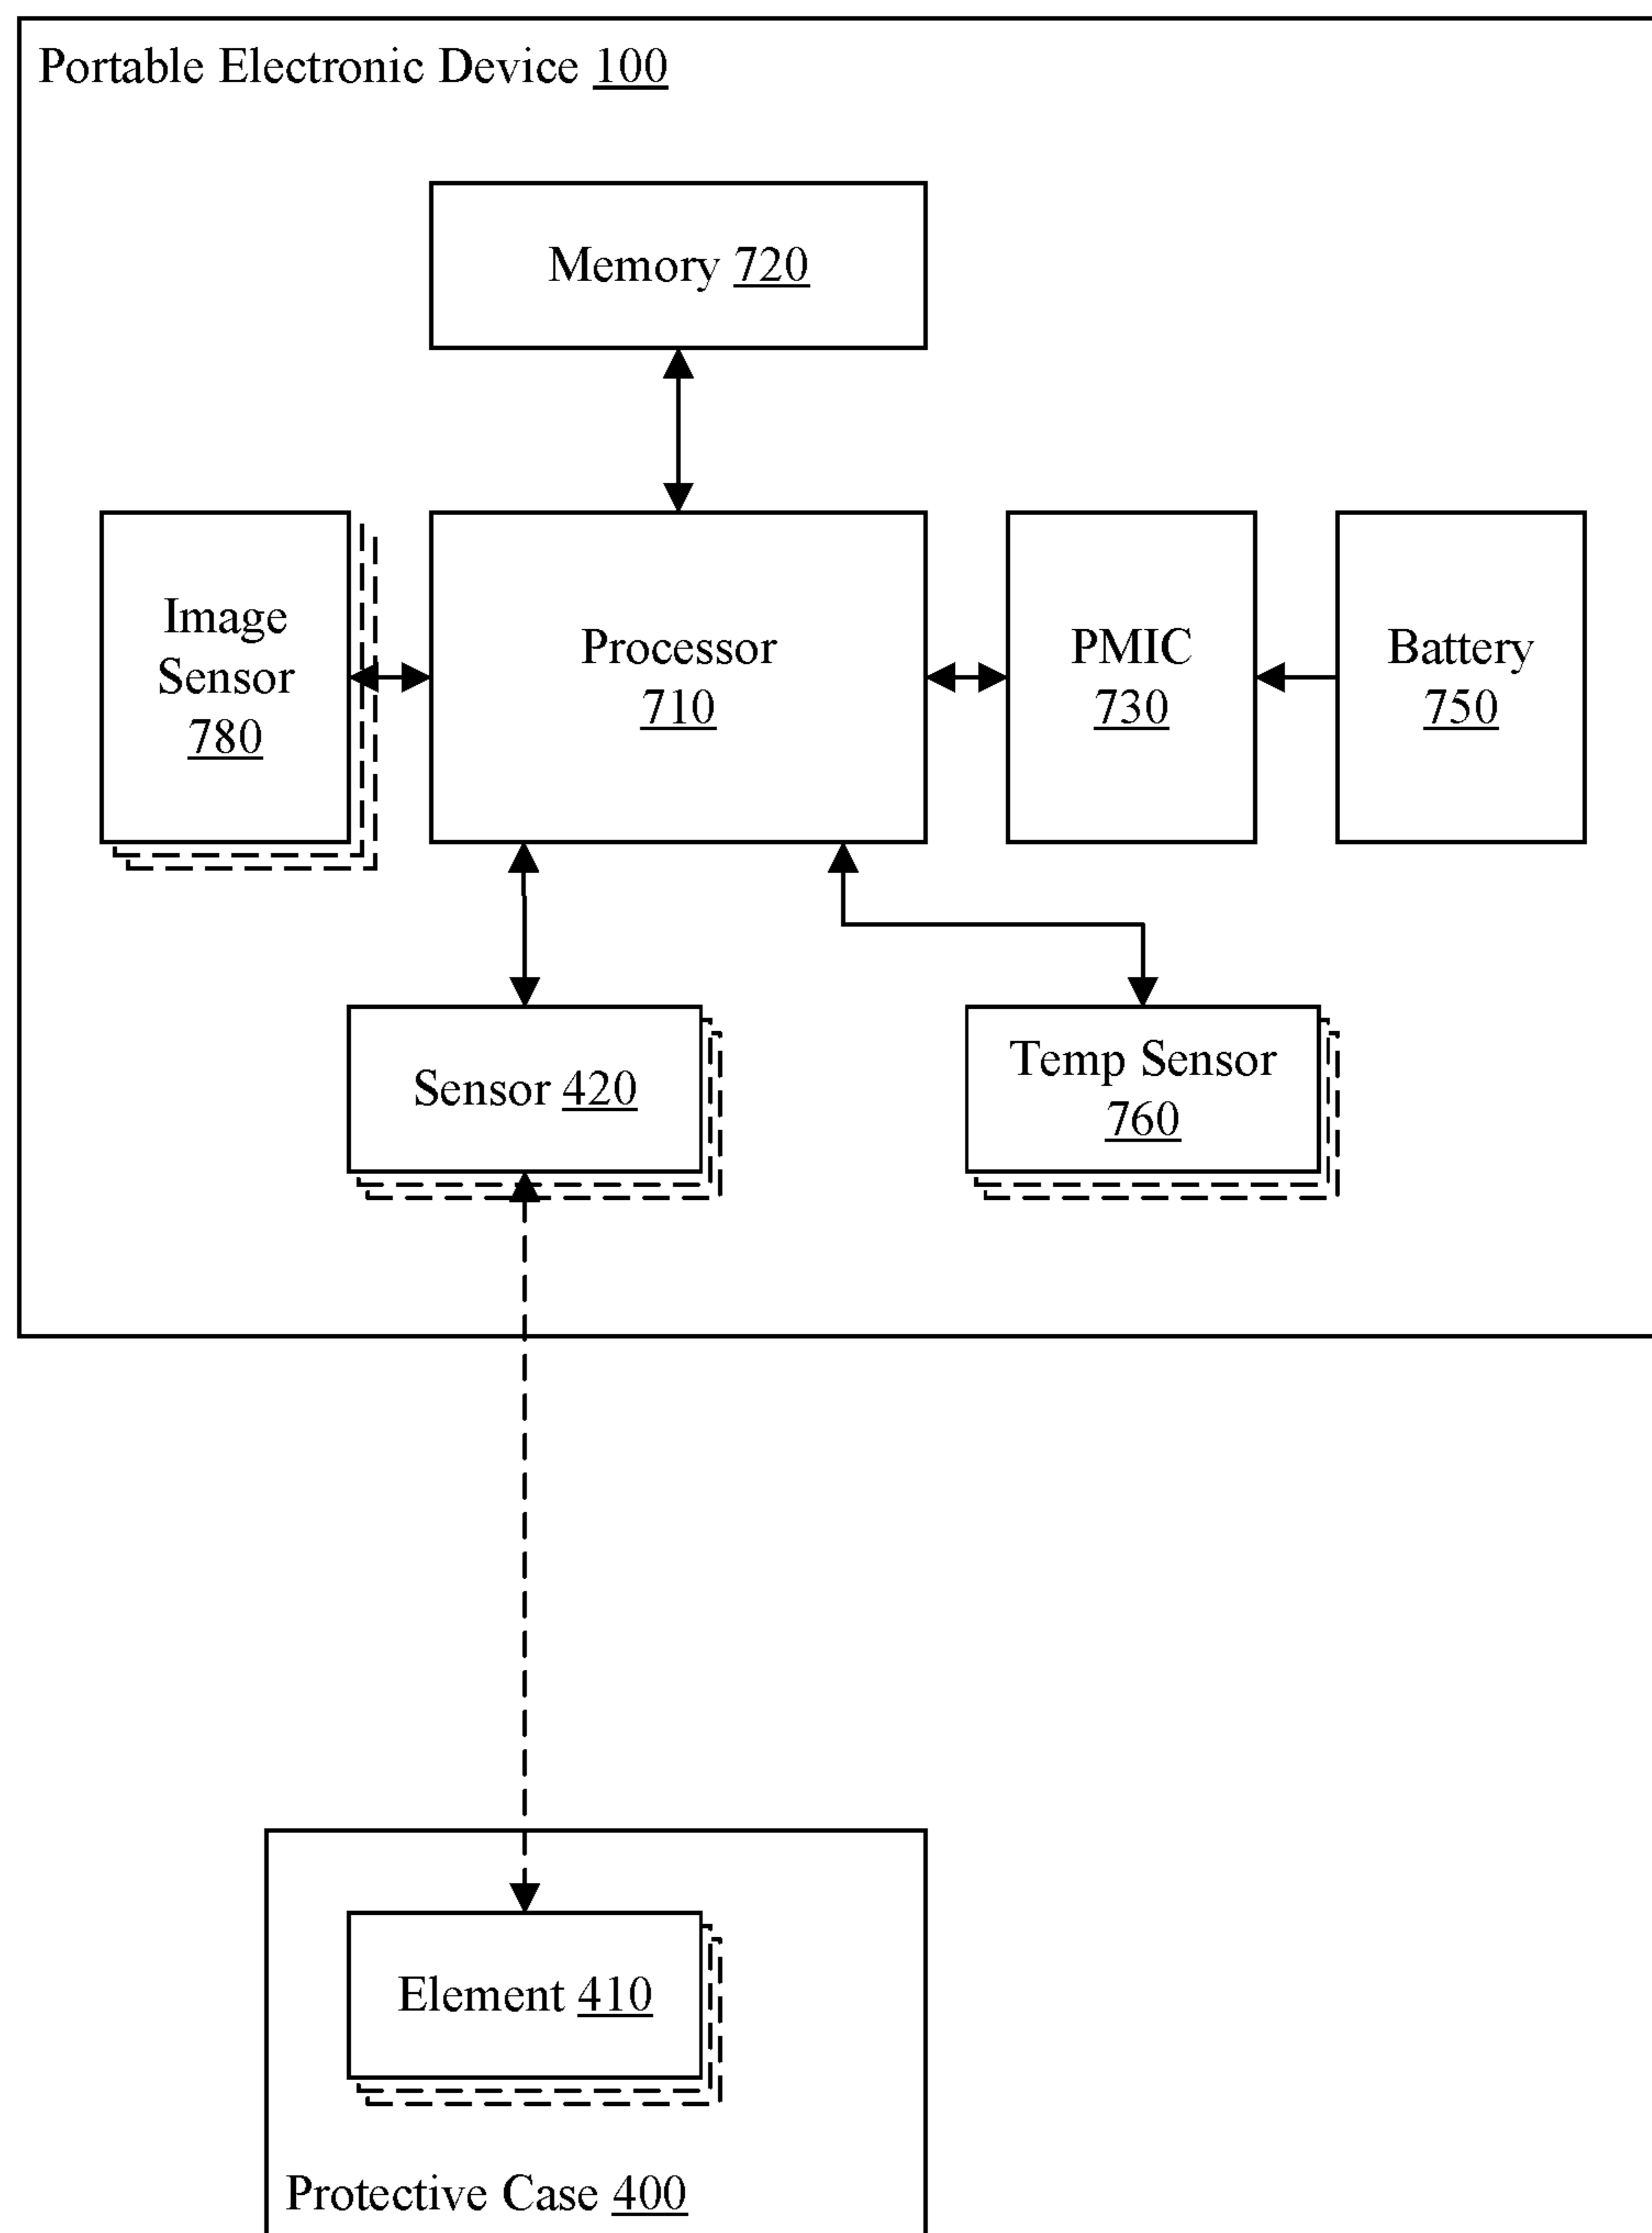 Portable Electronic Device 100
Memory 720
Image
Sensor
780
Processor
710
PMIC
730
Battery
750
Sensor 420
Temp Sensor
760
Element 410
Protective Case 400